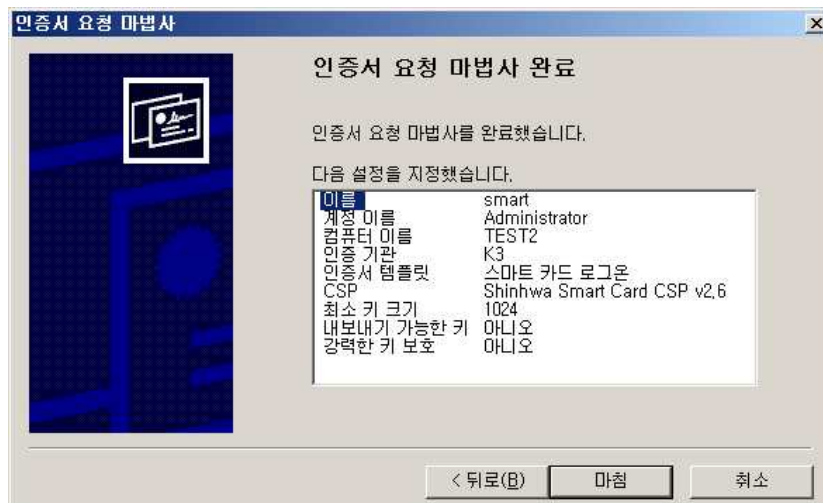 인증서 요청 마법사
인증서 요청 마법사 완료
인증서 요청 마법사를 완료했습니다.
다음 설정을 지정했습니다.
이름 smart
계정 이름 Administrator
컴퓨터 이름 TEST2
인증 기관 K3
인증서 템플릿 스마트 카드 로그온
CSP Shinhwa Smart Card CSP v2.6
최소 키 크기 1024
내보내기 가능한 키 아니오
강력한 키 보호 아니오
< 뒤로(B) 마침 취소